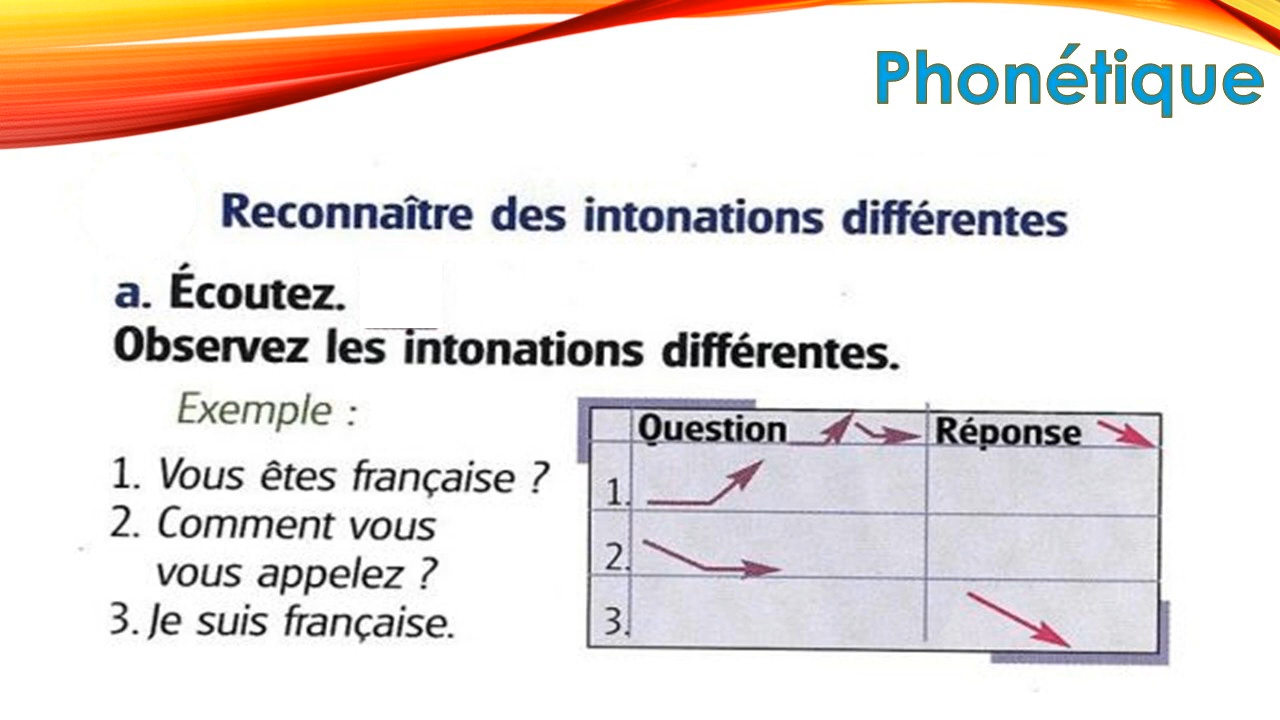 Phonétique
Reconnaître des intonations différentes
a. Écoutez.
Observez les intonations différentes.
Exemple :
1. Vous êtes française ?
2. Comment vous
vous appelez ?
3. Je suis française.
Question Réponse
1.
2.
3.